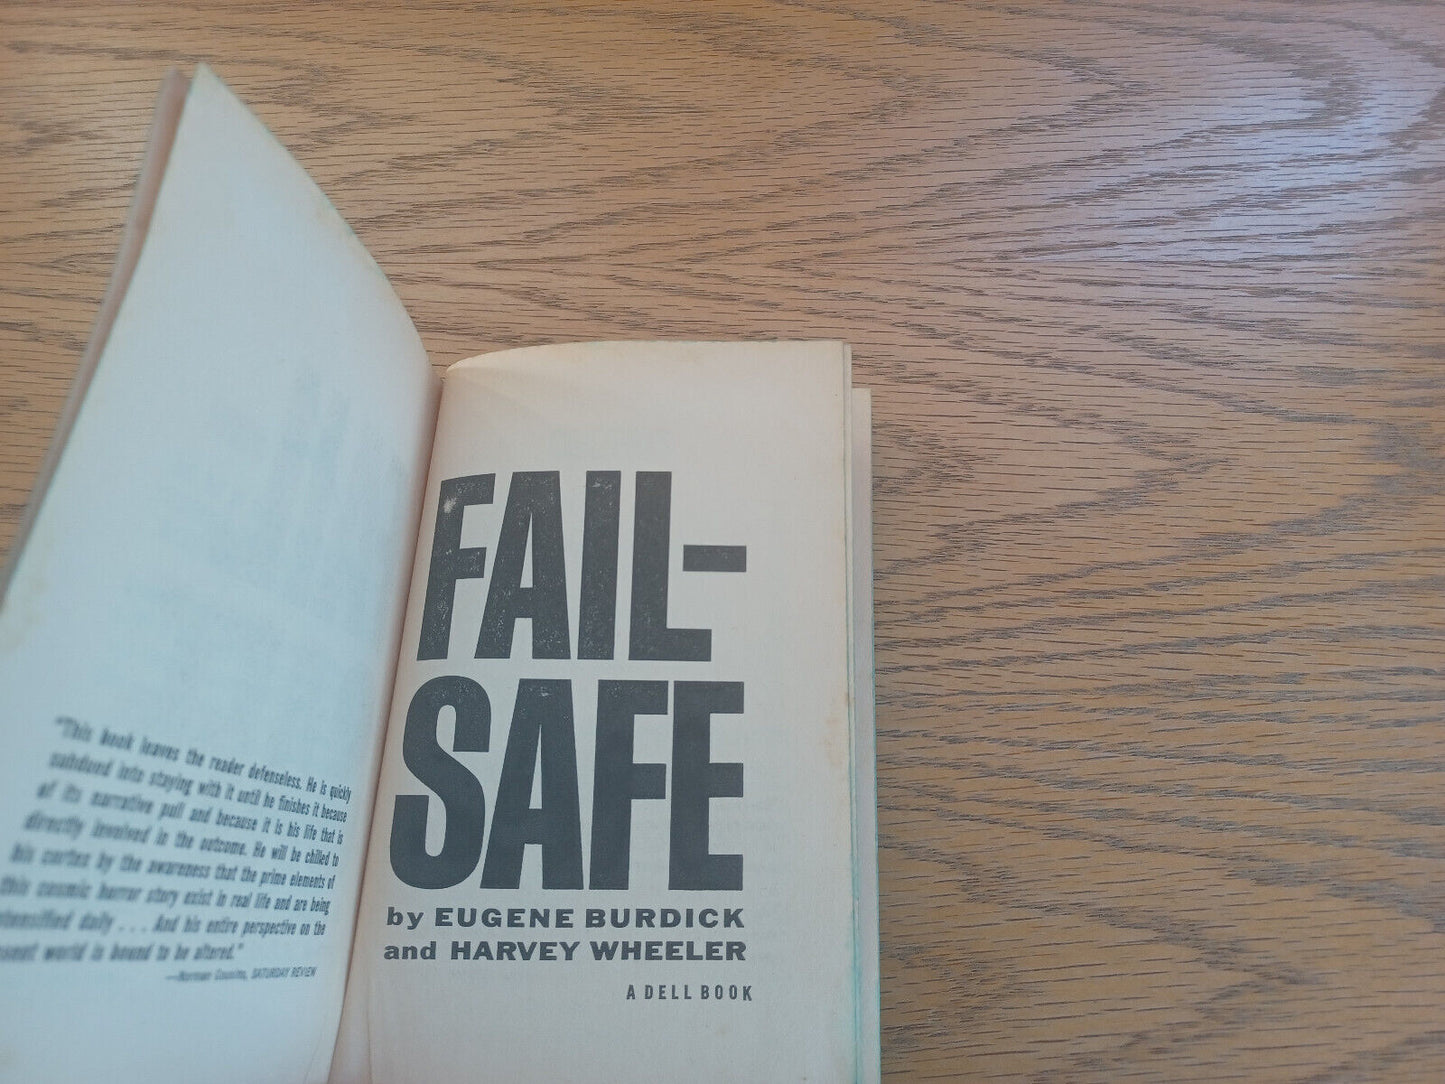 "This book leaves the reader defenseless. He is quickly
subdued into staying with it until he finishes it because
of its narrative pull and because it is his life that is
directly involved in the outcome. He will be chilled to
his cortex by the awareness that the prime elements of
this cosmic horror story exist in real life and are being
intensified daily . . . And his entire perspective on the
world is bound to be altered."
—Norman Cousins, SATURDAY REVIEW
FAIL-
SAFE
by EUGENE BURDICK
and HARVEY WHEELER
A DELL BOOK